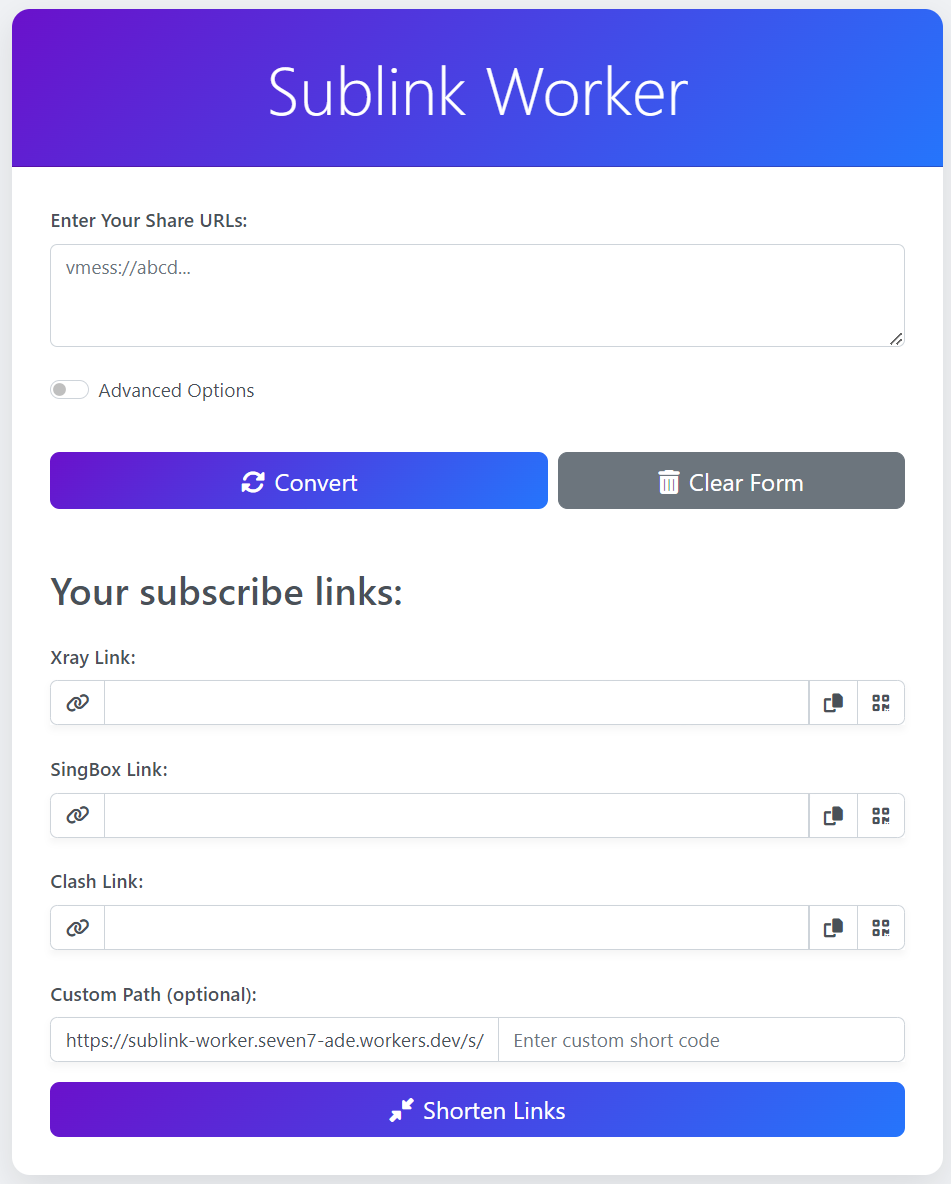 Sublink Worker
Enter Your Share URLs:
vmess://abcd...
Advanced Options
Convert
Clear Form
Your subscribe links:
Xray Link:
SingBox Link:
Clash Link:
Custom Path (optional):
https://sublink-worker.seven7-ade.workers.dev/s/
Enter custom short code
Shorten Links